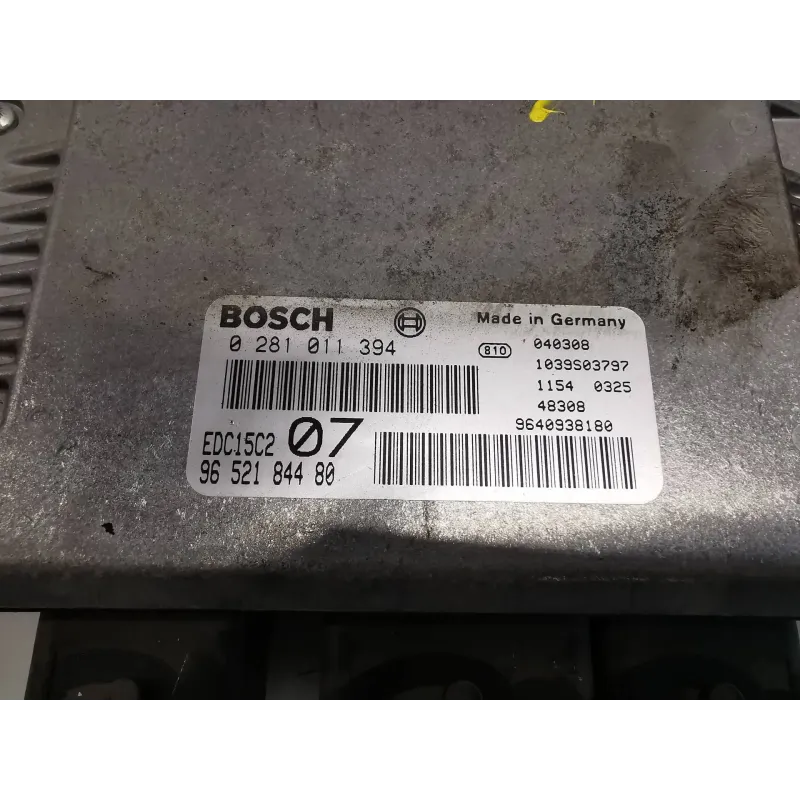 BOSCH Made in Germany
0 281 011 394 810 040308
1039S03797
1154 0325
48308
EDC15C2 07 9640938180
96 521 844 80